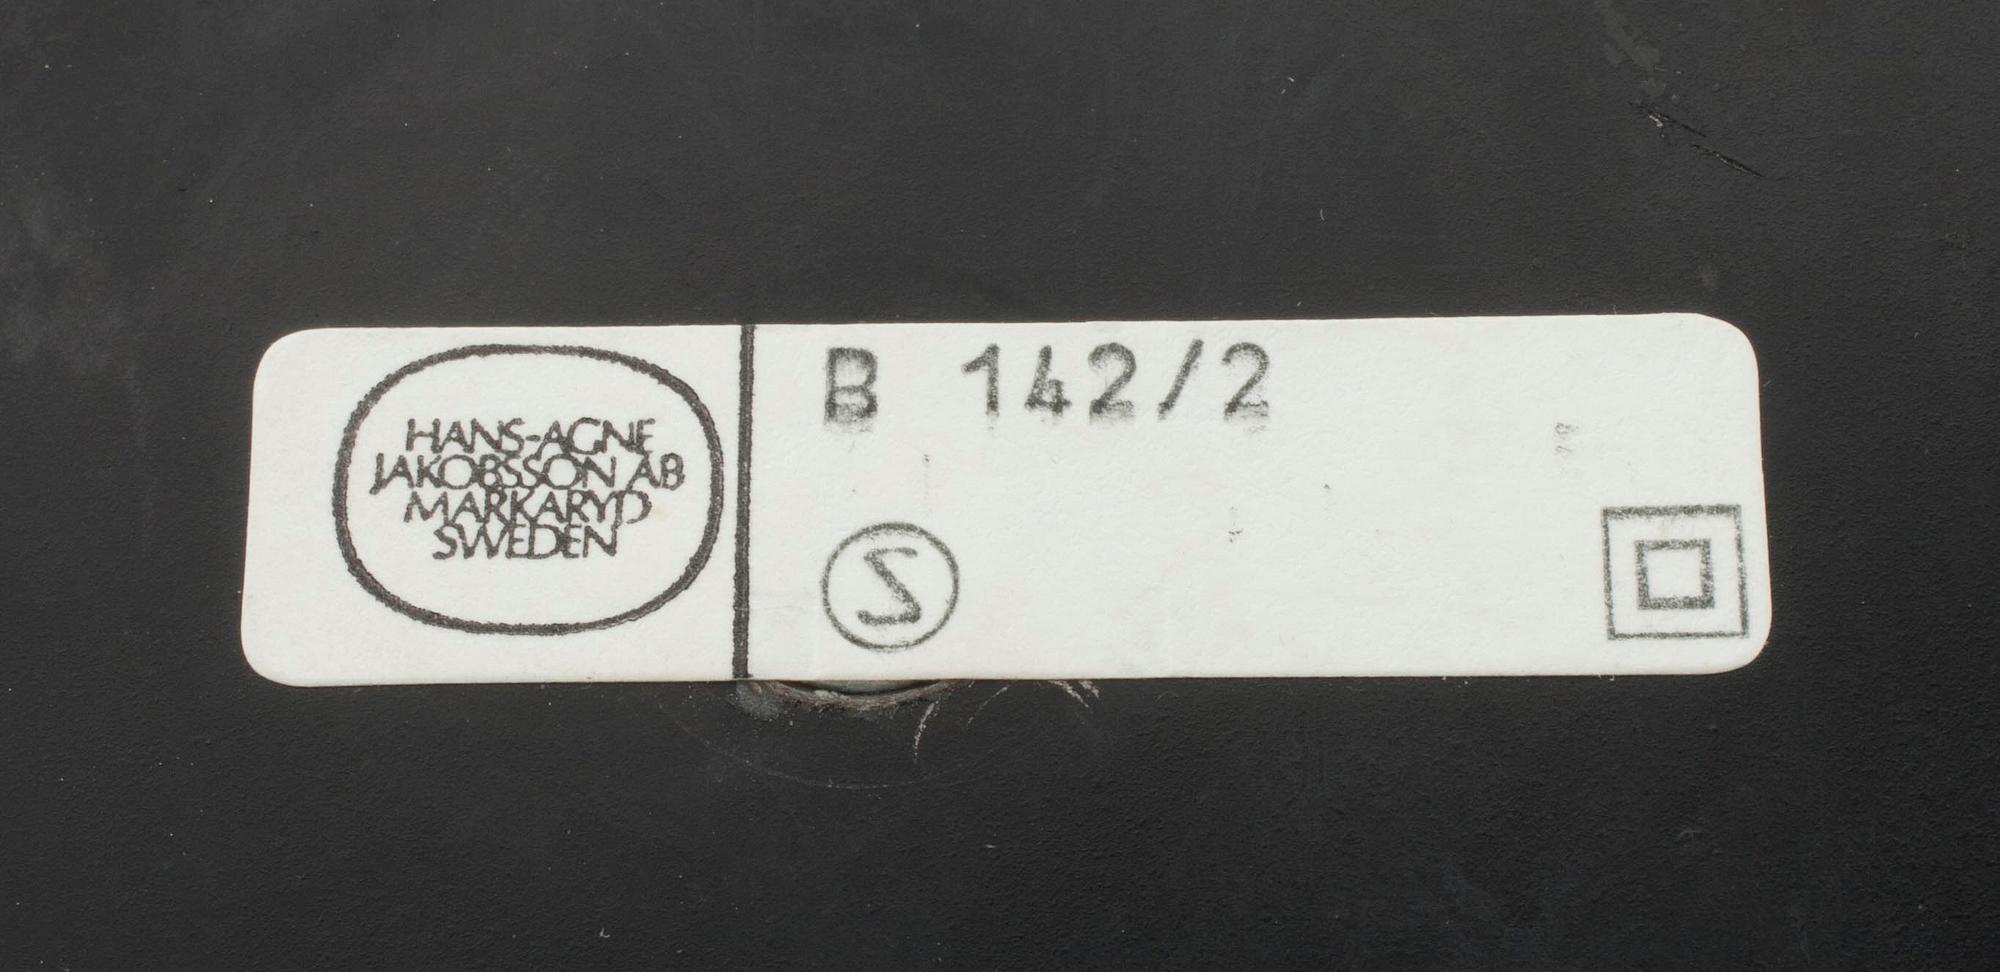 HANS-AGNE
JAKOBSSON AB
MARKARYD
SWEDEN
B 142/2
S